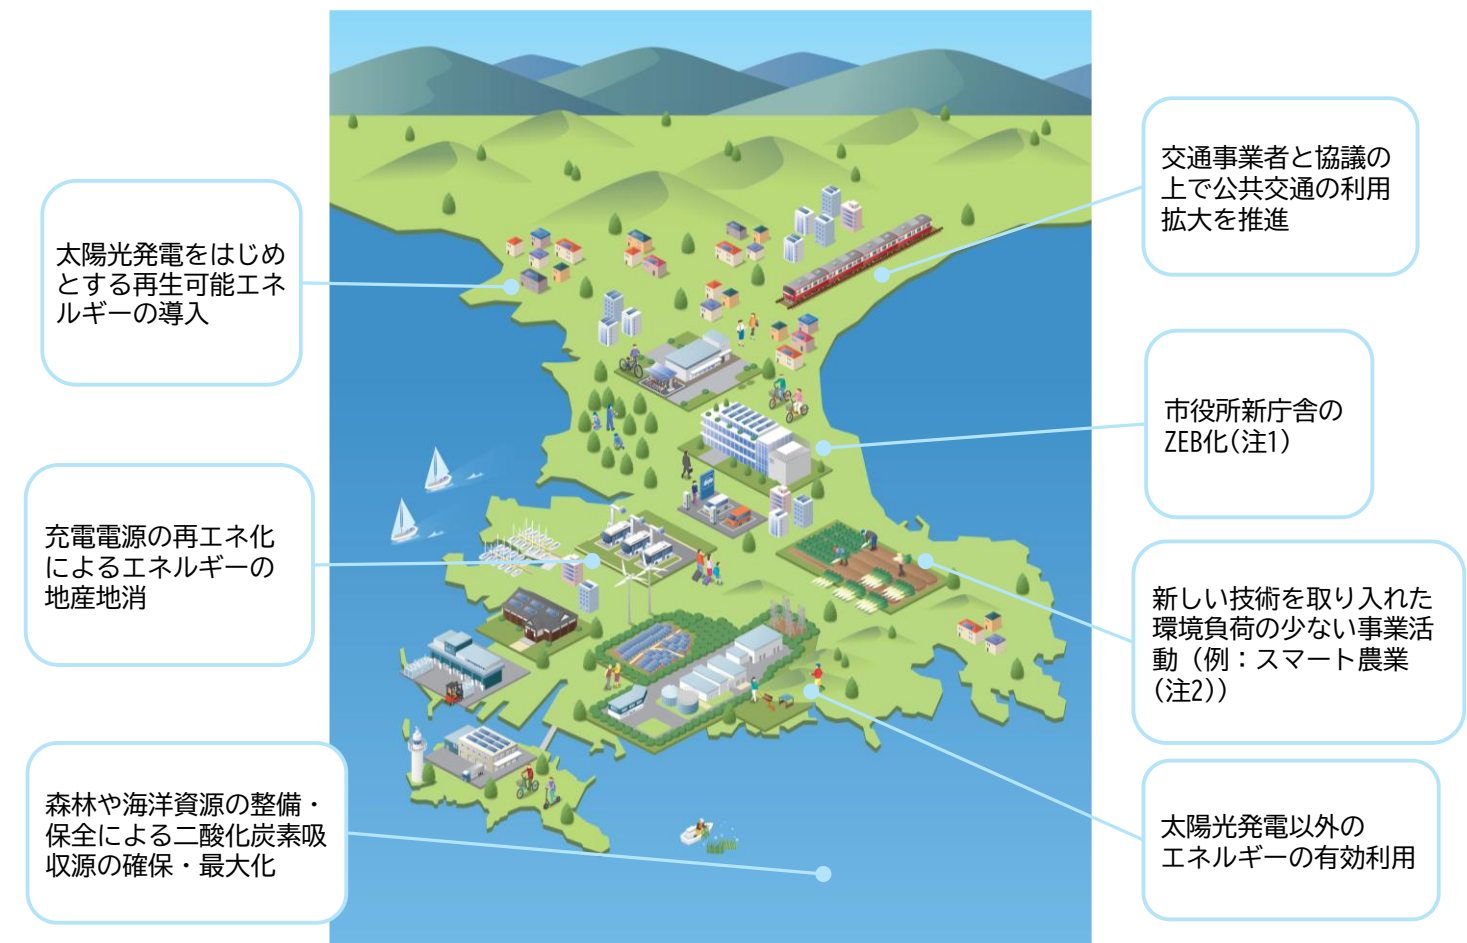 太陽光発電をはじめ
とする再生可能エネ
ルギーの導入
充電電源の再エネ化
によるエネルギーの
地産地消
森林や海洋資源の整備・
保全による二酸化炭素吸
収源の確保・最大化
交通事業者と協議の
上で公共交通の利用
拡大を推進
市役所新庁舎の
ZEB化(注1)
新しい技術を取り入れた
環境負荷の少ない事業活
動（例：スマート農業
(注2)）
太陽光発電以外の
エネルギーの有効利用